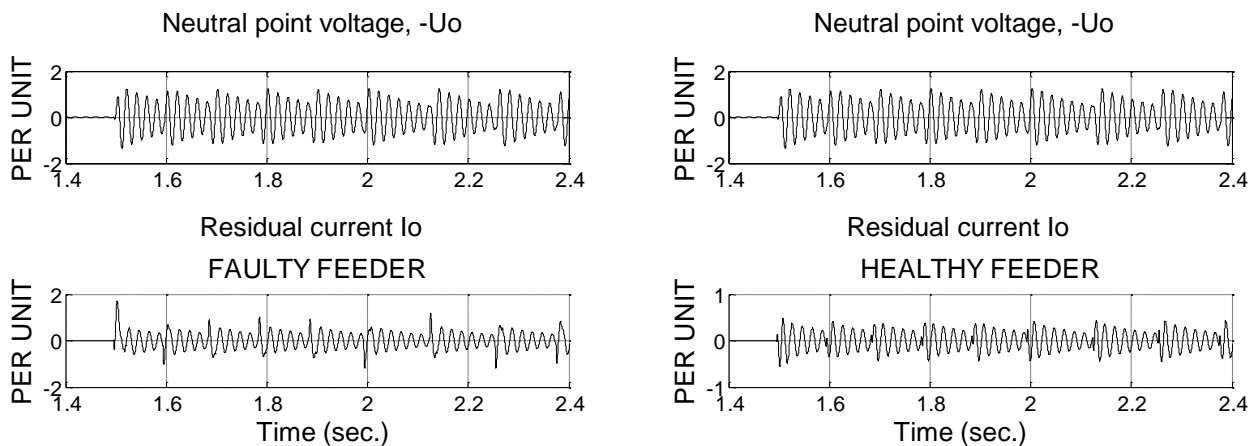 Neutral point voltage, -Uo
PER UNIT
2
0
-2
1.4 1.6 1.8 2 2.2 2.4
Residual current Io
FAULTY FEEDER
PER UNIT
2
0
-2
1.4 1.6 1.8 2 2.2 2.4
Time (sec.)
Neutral point voltage, -Uo
PER UNIT
2
0
-2
1.4 1.6 1.8 2 2.2 2.4
Residual current Io
HEALTHY FEEDER
PER UNIT
1
0
-1
1.4 1.6 1.8 2 2.2 2.4
Time (sec.)